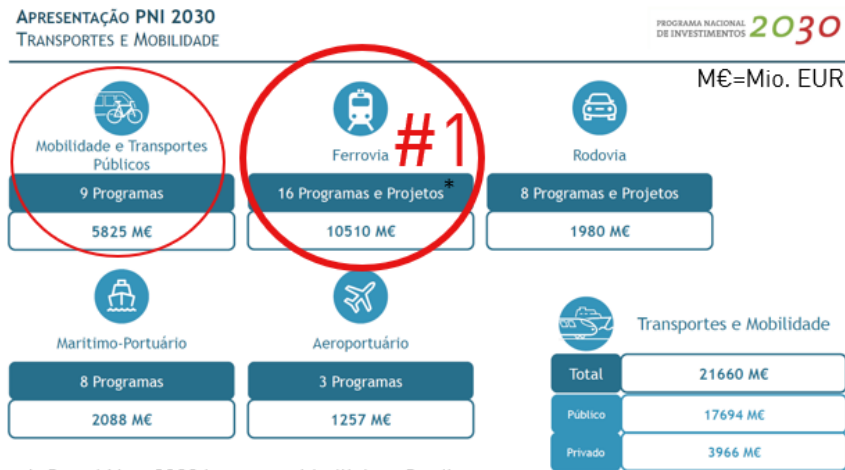 APRESENTAÇÃO PNI 2030
TRANSPORTES E MOBILIDADE
PROGRAMA NACIONAL
DE INVESTIMENTOS 2030
M€=Mio. EUR
Mobilidade e Transportes
Públicos
9 Programas
5825 M€
Ferrovia
#1
16 Programas e Projetos*
10510 M€
Rodovia
8 Programas e Projetos
1980 M€
Maritimo-Portuário
8 Programas
2088 M€
Aeroportuário
3 Programas
1257 M€
Transportes e Mobilidade
Total 21660 M€
Público 17694 M€
Privado 3966 M€